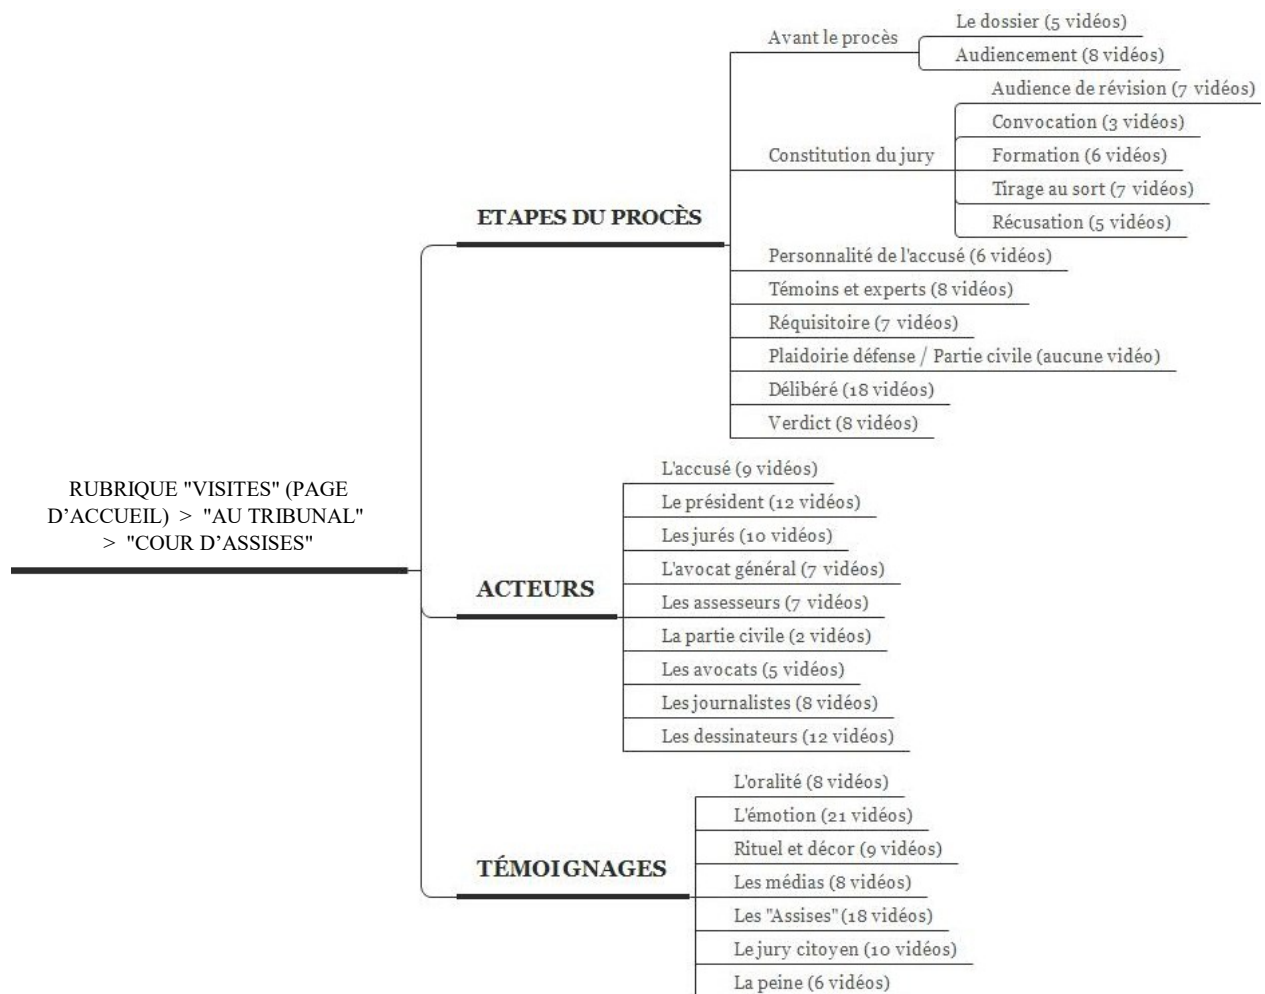 RUBRIQUE "VISITES" (PAGE
D’ACCUEIL) > "AU TRIBUNAL"
> "COUR D’ASSISES"
ETAPES DU PROCÈS
Avant le procès
Le dossier (5 vidéos)
Audiencement (8 vidéos)
Constitution du jury
Audience de révision (7 vidéos)
Convocation (3 vidéos)
Formation (6 vidéos)
Tirage au sort (7 vidéos)
Récusation (5 vidéos)
Personnalité de l'accusé (6 vidéos)
Témoins et experts (8 vidéos)
Réquisitoire (7 vidéos)
Plaidoirie défense / Partie civile (aucune vidéo)
Délibéré (18 vidéos)
Verdict (8 vidéos)
ACTEURS
L'accusé (9 vidéos)
Le président (12 vidéos)
Les jurés (10 vidéos)
L'avocat général (7 vidéos)
Les assesseurs (7 vidéos)
La partie civile (2 vidéos)
Les avocats (5 vidéos)
Les journalistes (8 vidéos)
Les dessinateurs (12 vidéos)
TÉMOIGNAGES
L'oralité (8 vidéos)
L'émotion (21 vidéos)
Rituel et décor (9 vidéos)
Les médias (8 vidéos)
Les "Assises" (18 vidéos)
Le jury citoyen (10 vidéos)
La peine (6 vidéos)